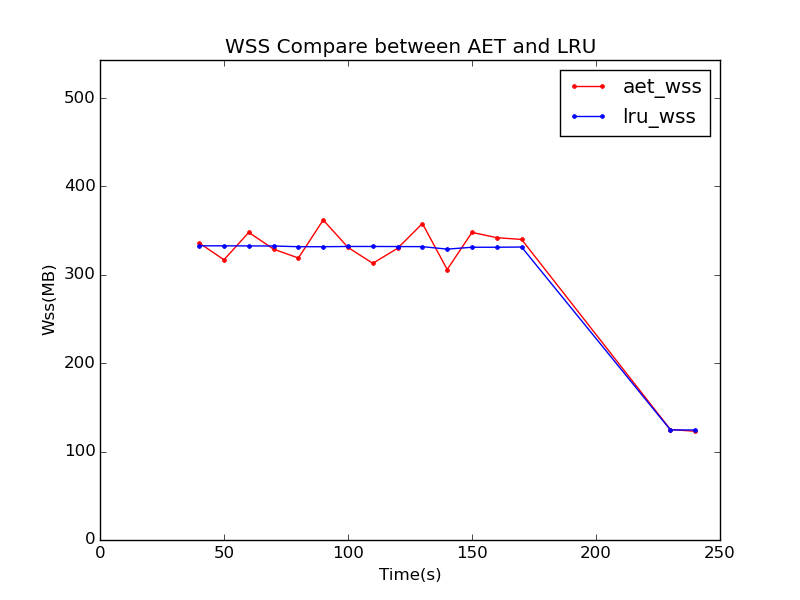 WSS Compare between AET and LRU
aet_wss
lru_wss
500
400
300
200
100
0
Wss(MB)
0 50 100 150 200 250
Time(s)